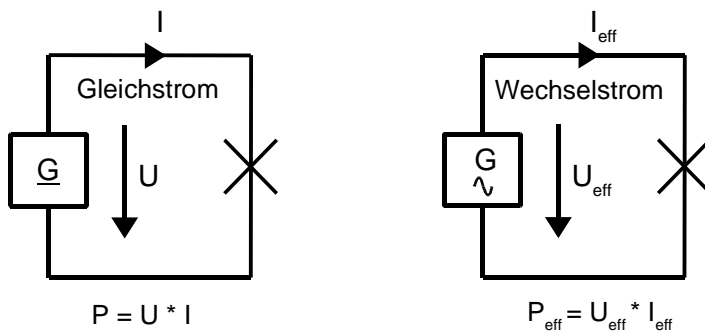 I
Gleichstrom
G
U
P = U * I
I_eff
Wechselstrom
G
U_eff
P_eff = U_eff * I_eff